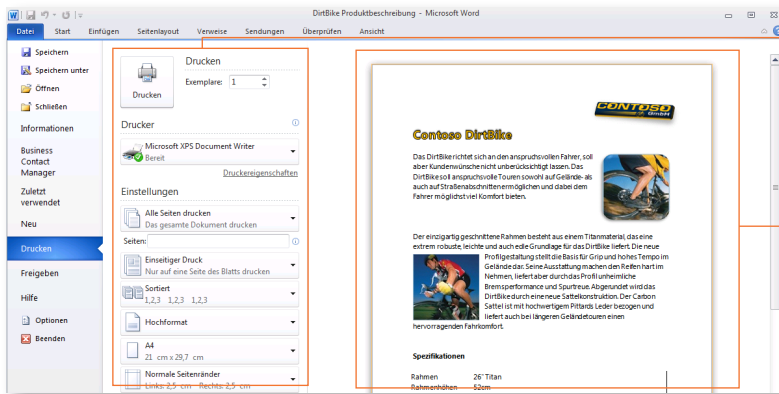 DirtBike Produktbeschreibung - Microsoft Word
Datei Start Einfügen Seitenlayout Verweise Sendungen Überprüfen Ansicht
Speichern
Speichern unter
Öffnen
Schließen
Informationen
Business
Contact
Manager
Zuletzt
verwendet
Neu
Drucken
Freigeben
Hilfe
Optionen
Beenden
Drucken
Drucken
Exemplare: 1
Drucker
Microsoft XPS Document Writer
Bereit
Druckereigenschaften
Einstellungen
Alle Seiten drucken
Das gesamte Dokument drucken
Seiten:
Einseitiger Druck
Nur auf eine Seite des Blatts drucken
Sortiert
1,2,3 1,2,3 1,2,3
Hochformat
A4
21 cm x 29,7 cm
Normale Seitenränder
Links: 2,5 cm Rechts: 2,5 cm
CONTOSO
GmbH
Contoso DirtBike
Das DirtBike richtet sich an den anspruchsvollen Fahrer, soll
aber Kundenwünsche nicht unberücksichtigt lassen. Das
DirtBike soll anspruchsvolle Touren sowohl auf Gelände- als
auch auf Straßenabschnitten ermöglichen und dabei dem
Fahrer möglichst viel Komfort bieten.
Der einzigartig geschnittene Rahmen besteht aus einem Titanmaterial, das eine
extrem robuste, leichte und auch edle Grundlage für das DirtBike liefert. Die neue
Profilgestaltung stellt die Basis für Grip und hohes Tempo im
Gelände dar. Seine Ausstattung machen den Reifen hart im
Nehmen, liefert aber durch das Profil unheimliche
Bremsperformance und Spurtreue. Abgerundet wird das
DirtBike durch eine neue Sattelkonstruktion. Der Carbon
Sattel ist mit hochwertigem Pittards Leder bezogen und
liefert auch bei längeren Geländetouren einen
hervorragenden Fahrkomfort.
Spezifikationen
Rahmen 26" Titan
Rahmenhöhen 52cm